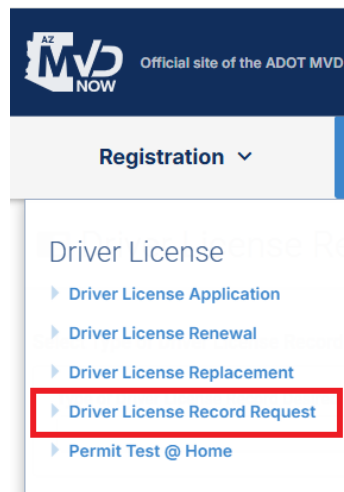 AZ
MVD
NOW
Official site of the ADOT MVD
Registration
Driver License
Driver License Application
Driver License Renewal
Driver License Replacement
Driver License Record Request
Permit Test @ Home